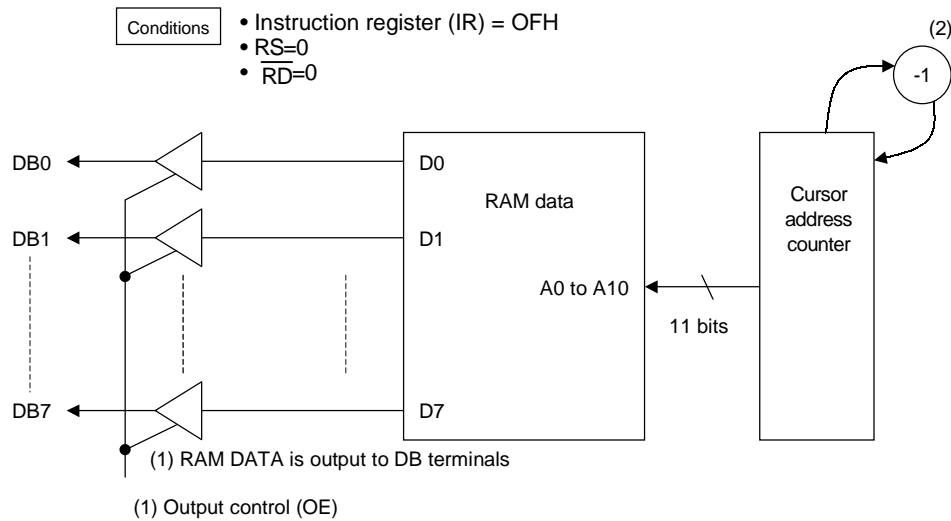 Conditions
• Instruction register (IR) = OFH
• RS=0
• R̅D̅=0
(2)
-1
DB0
D0
RAM data
Cursor
address
counter
DB1
D1
A0 to A10
11 bits
DB7
D7
(1) RAM DATA is output to DB terminals
(1) Output control (OE)